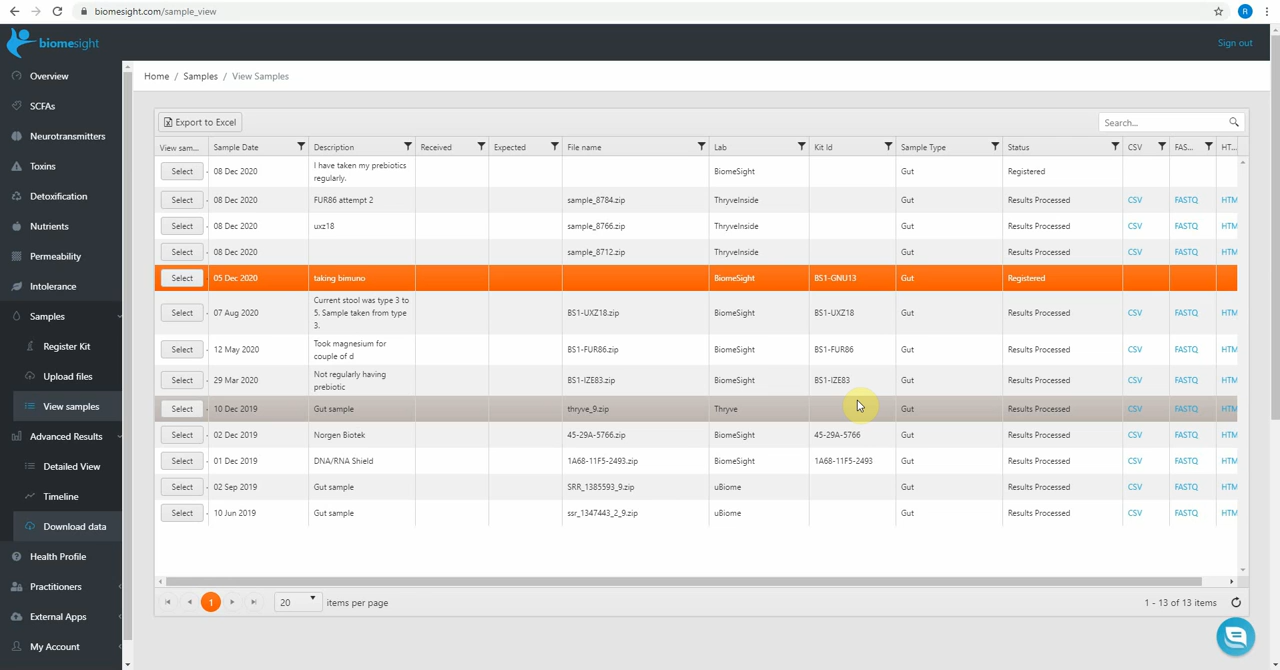 biomesight.com/sample_view
R
biomesight
Sign out
Overview
SCFAs
Neurotransmitters
Toxins
Detoxification
Nutrients
Permeability
Intolerance
Samples
Register Kit
Upload files
View samples
Advanced Results
Detailed View
Timeline
Download data
Health Profile
Practitioners
External Apps
My Account
Home / Samples / View Samples
Export to Excel
Search...
View sam... Sample Date Description Received Expected File name Lab Kit Id Sample Type Status CSV FAS... HT...
Select 08 Dec 2020 I have taken my prebiotics regularly. BiomeSight Gut Registered
Select 08 Dec 2020 FUR86 attempt 2 sample_8784.zip ThryveInside Gut Results Processed CSV FASTQ HTM
Select 08 Dec 2020 uxz18 sample_8766.zip ThryveInside Gut Results Processed CSV FASTQ HTM
Select 08 Dec 2020 sample_8712.zip ThryveInside Gut Results Processed CSV FASTQ HTM
Select 05 Dec 2020 taking bimuno BiomeSight BS1-GNU13 Gut Registered
Select 07 Aug 2020 Current stool was type 3 to 5. Sample taken from type 3. BS1-UXZ18.zip BiomeSight BS1-UXZ18 Gut Results Processed CSV FASTQ HTM
Select 12 May 2020 Took magnesium for couple of d BS1-FUR86.zip BiomeSight BS1-FUR86 Gut Results Processed CSV FASTQ HTM
Select 29 Mar 2020 Not regularly having prebiotic BS1-IZE83.zip BiomeSight BS1-IZE83 Gut Results Processed CSV FASTQ HTM
Select 10 Dec 2019 Gut sample thryve_9.zip Thryve Gut Results Processed CSV FASTQ HTM
Select 02 Dec 2019 Norgen Biotek 45-29A-5766.zip BiomeSight 45-29A-5766 Gut Results Processed CSV FASTQ HTM
Select 01 Dec 2019 DNA/RNA Shield 1A68-11F5-2493.zip BiomeSight 1A68-11F5-2493 Gut Results Processed CSV FASTQ HTM
Select 02 Sep 2019 Gut sample SRR_1385593_9.zip uBiome Gut Results Processed CSV FASTQ HTM
Select 10 Jun 2019 Gut sample ssr_1347443_2_9.zip uBiome Gut Results Processed CSV FASTQ HTM
1 20 items per page 1 - 13 of 13 items